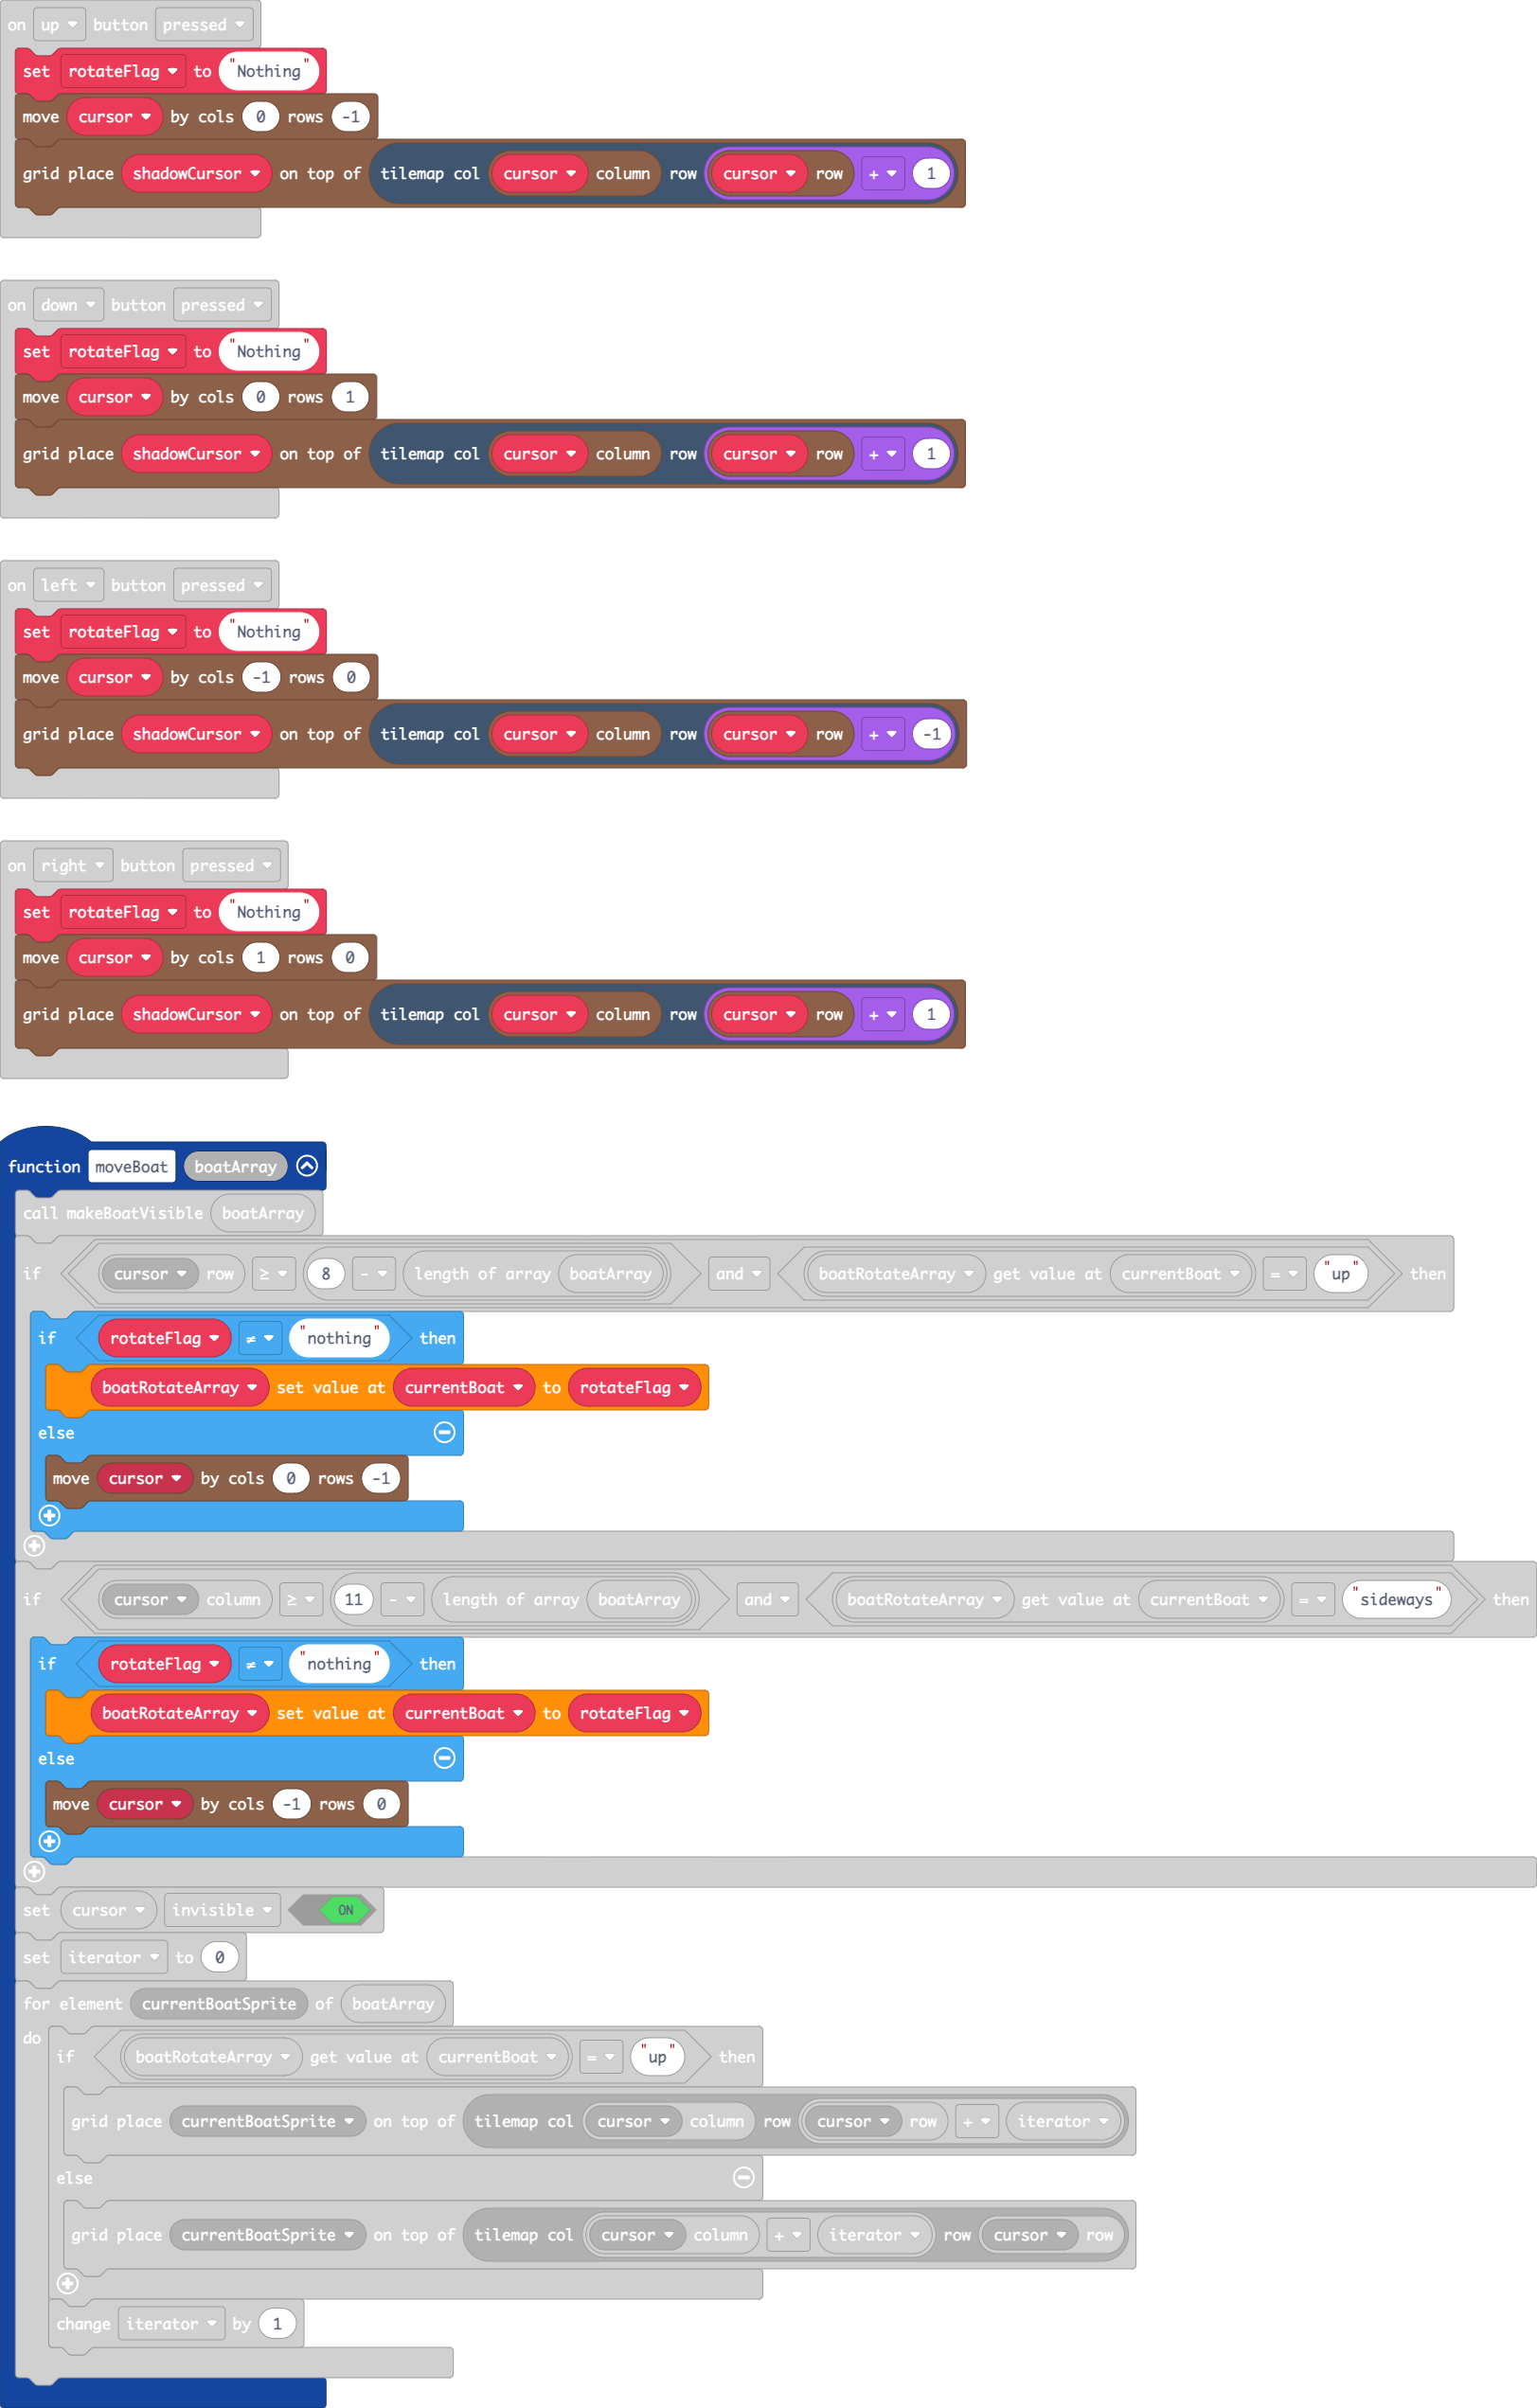 on up button pressed
set rotateFlag to "Nothing"
move cursor by cols 0 rows -1
grid place shadowCursor on top of tilemap col cursor column row cursor row + 1
on down button pressed
set rotateFlag to "Nothing"
move cursor by cols 0 rows 1
grid place shadowCursor on top of tilemap col cursor column row cursor row + 1
on left button pressed
set rotateFlag to "Nothing"
move cursor by cols -1 rows 0
grid place shadowCursor on top of tilemap col cursor column row cursor row + -1
on right button pressed
set rotateFlag to "Nothing"
move cursor by cols 1 rows 0
grid place shadowCursor on top of tilemap col cursor column row cursor row + 1
function moveBoat boatArray
call makeBoatVisible boatArray
if cursor row ≥ 8 - length of array boatArray and boatRotateArray get value at currentBoat = "up" then
if rotateFlag ≠ "nothing" then
boatRotateArray set value at currentBoat to rotateFlag
else
move cursor by cols 0 rows -1
if cursor column ≥ 11 - length of array boatArray and boatRotateArray get value at currentBoat = "sideways" then
if rotateFlag ≠ "nothing" then
boatRotateArray set value at currentBoat to rotateFlag
else
move cursor by cols -1 rows 0
set cursor invisible ON
set iterator to 0
for element currentBoatSprite of boatArray
do
if boatRotateArray get value at currentBoat = "up" then
grid place currentBoatSprite on top of tilemap col cursor column row cursor row + iterator
else
grid place currentBoatSprite on top of tilemap col cursor column + iterator row cursor row
change iterator by 1